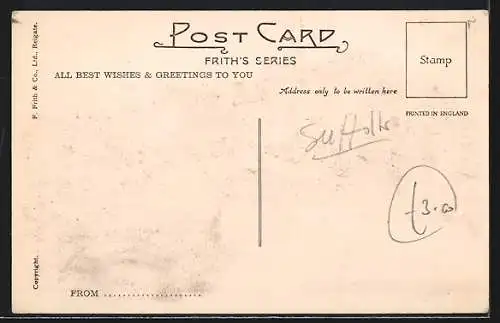 POST CARD
FRITH'S SERIES
ALL BEST WISHES & GREETINGS TO YOU
Address only to be written here
Stamp
PRINTED IN ENGLAND
Suffolk
£3.00
F. Frith & Co., Ltd., Reigate.
Copyright.
FROM ........................